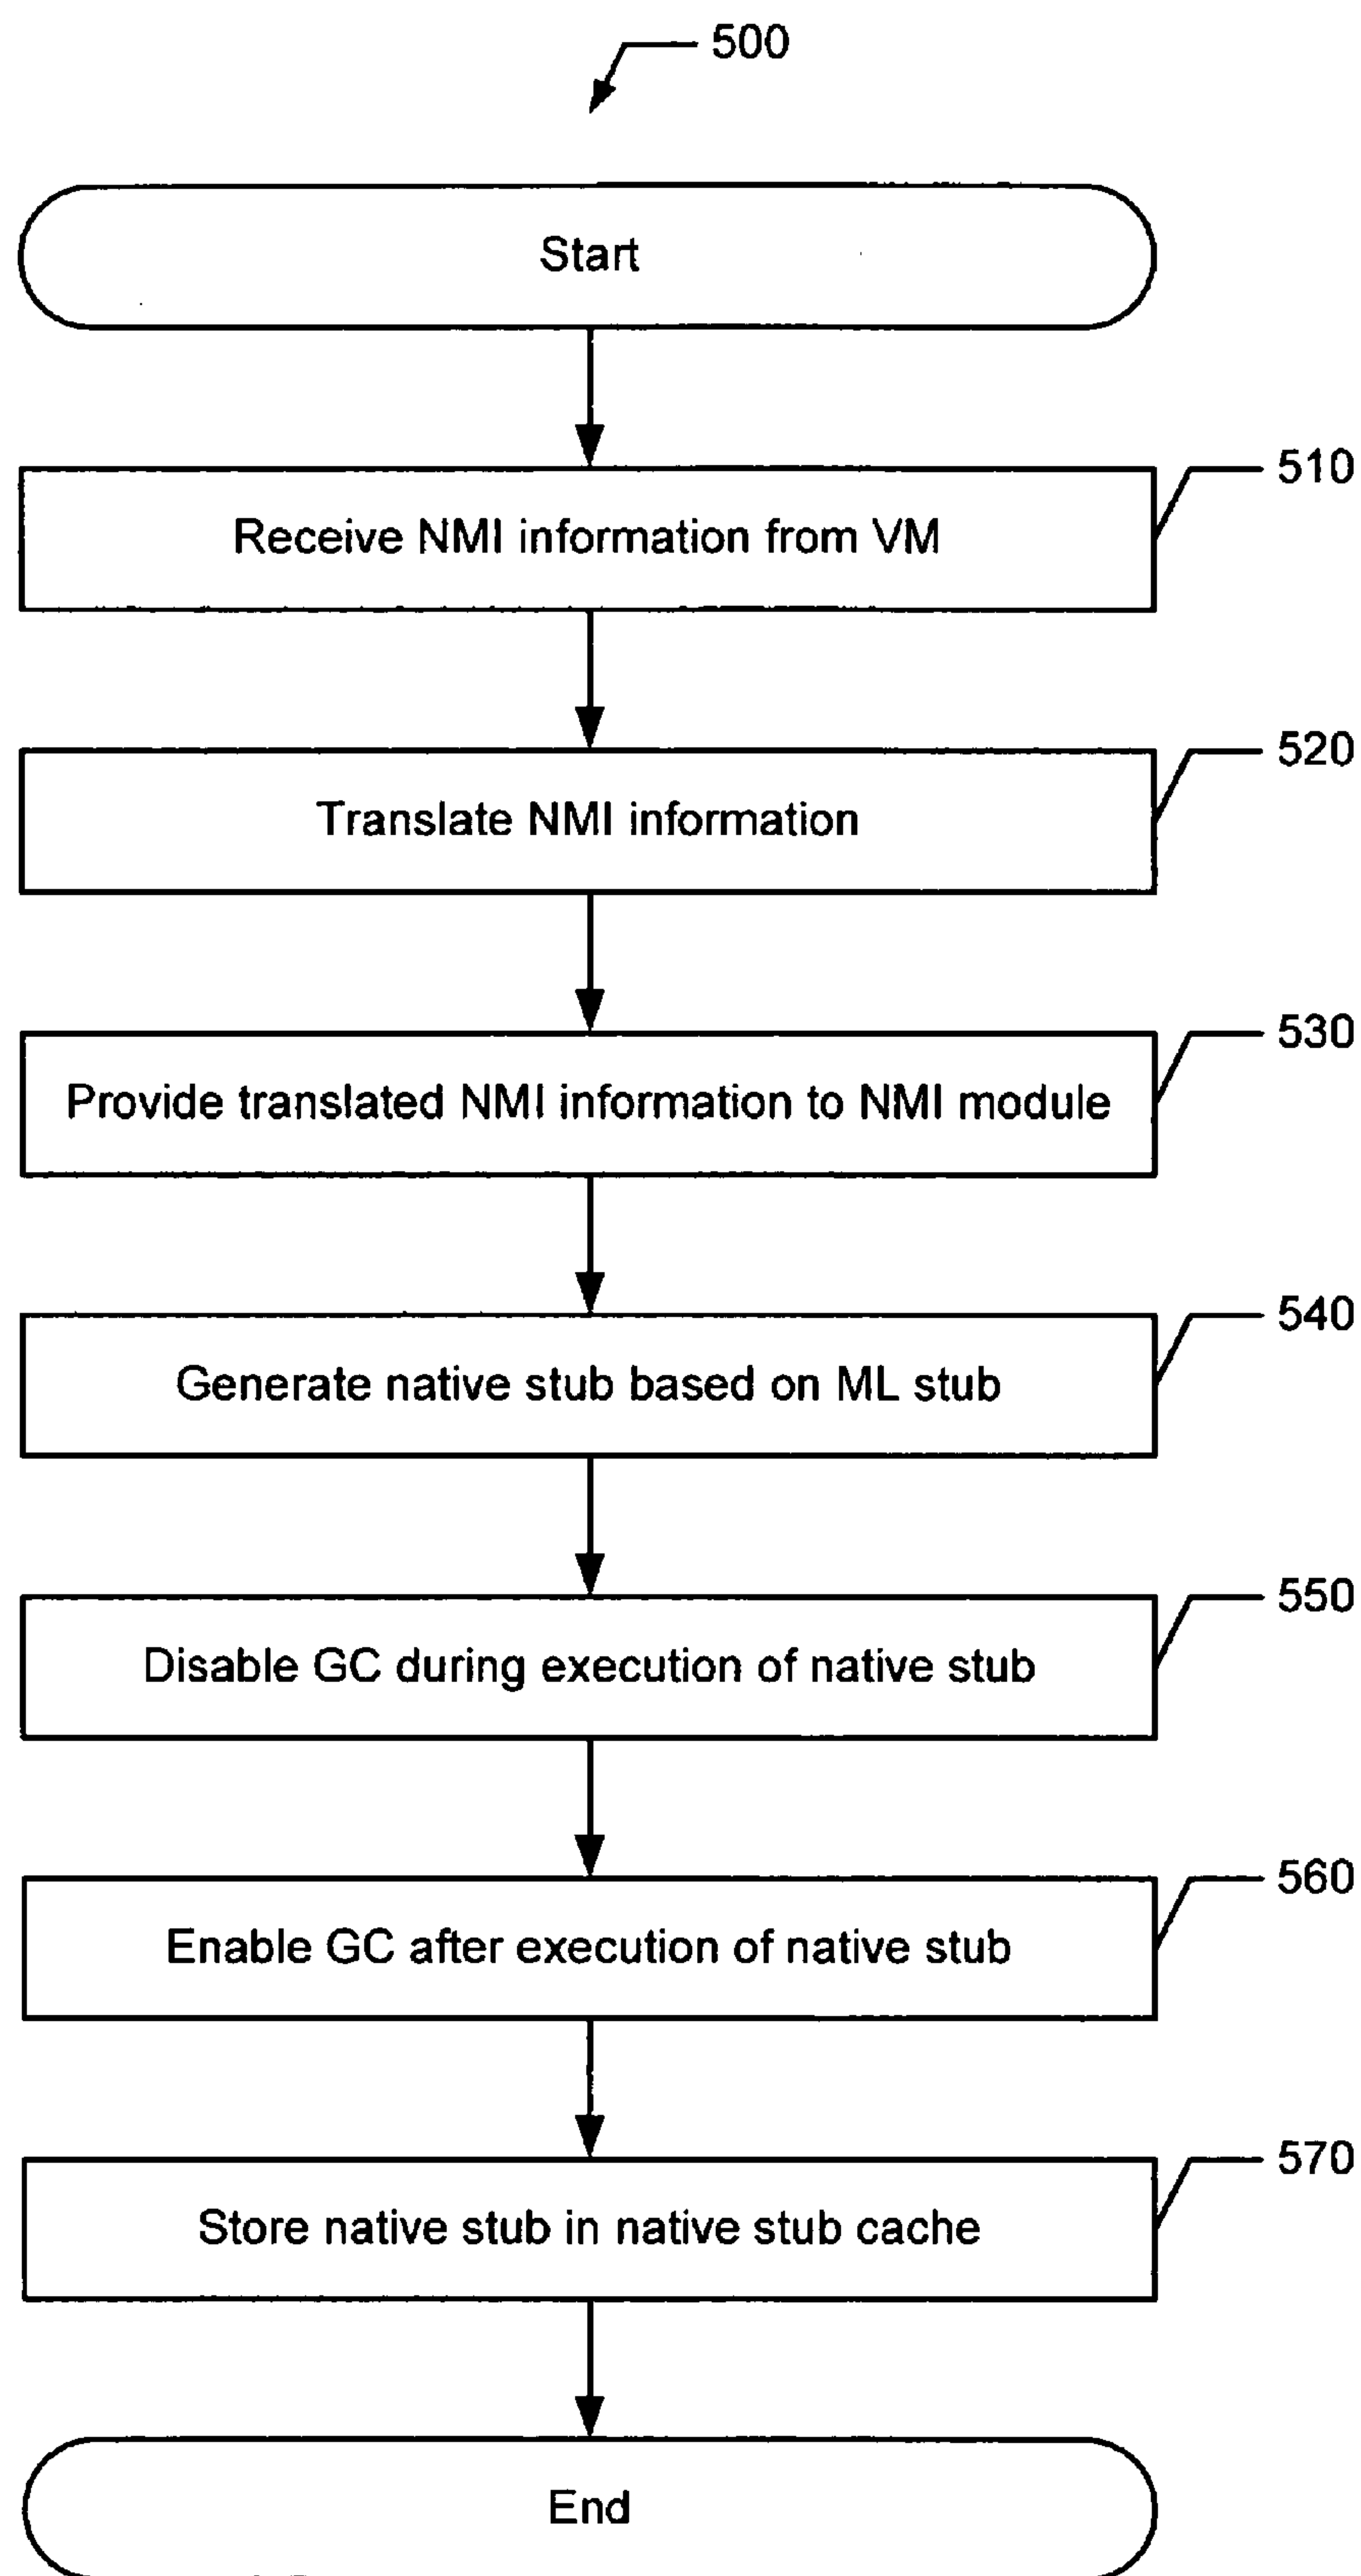 500
Start
510
Receive NMI information from VM
520
Translate NMI information
530
Provide translated NMI information to NMI module
540
Generate native stub based on ML stub
550
Disable GC during execution of native stub
560
Enable GC after execution of native stub
570
Store native stub in native stub cache
End